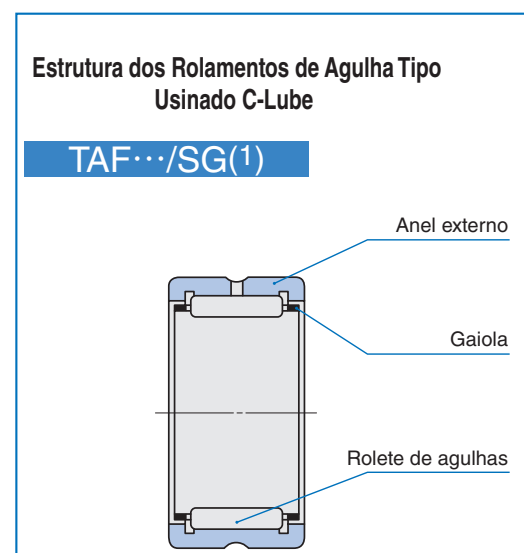 Estrutura dos Rolamentos de Agulha Tipo
Usinado C-Lube
TAF···/SG(1)
Anel externo
Gaiola
Rolete de agulhas